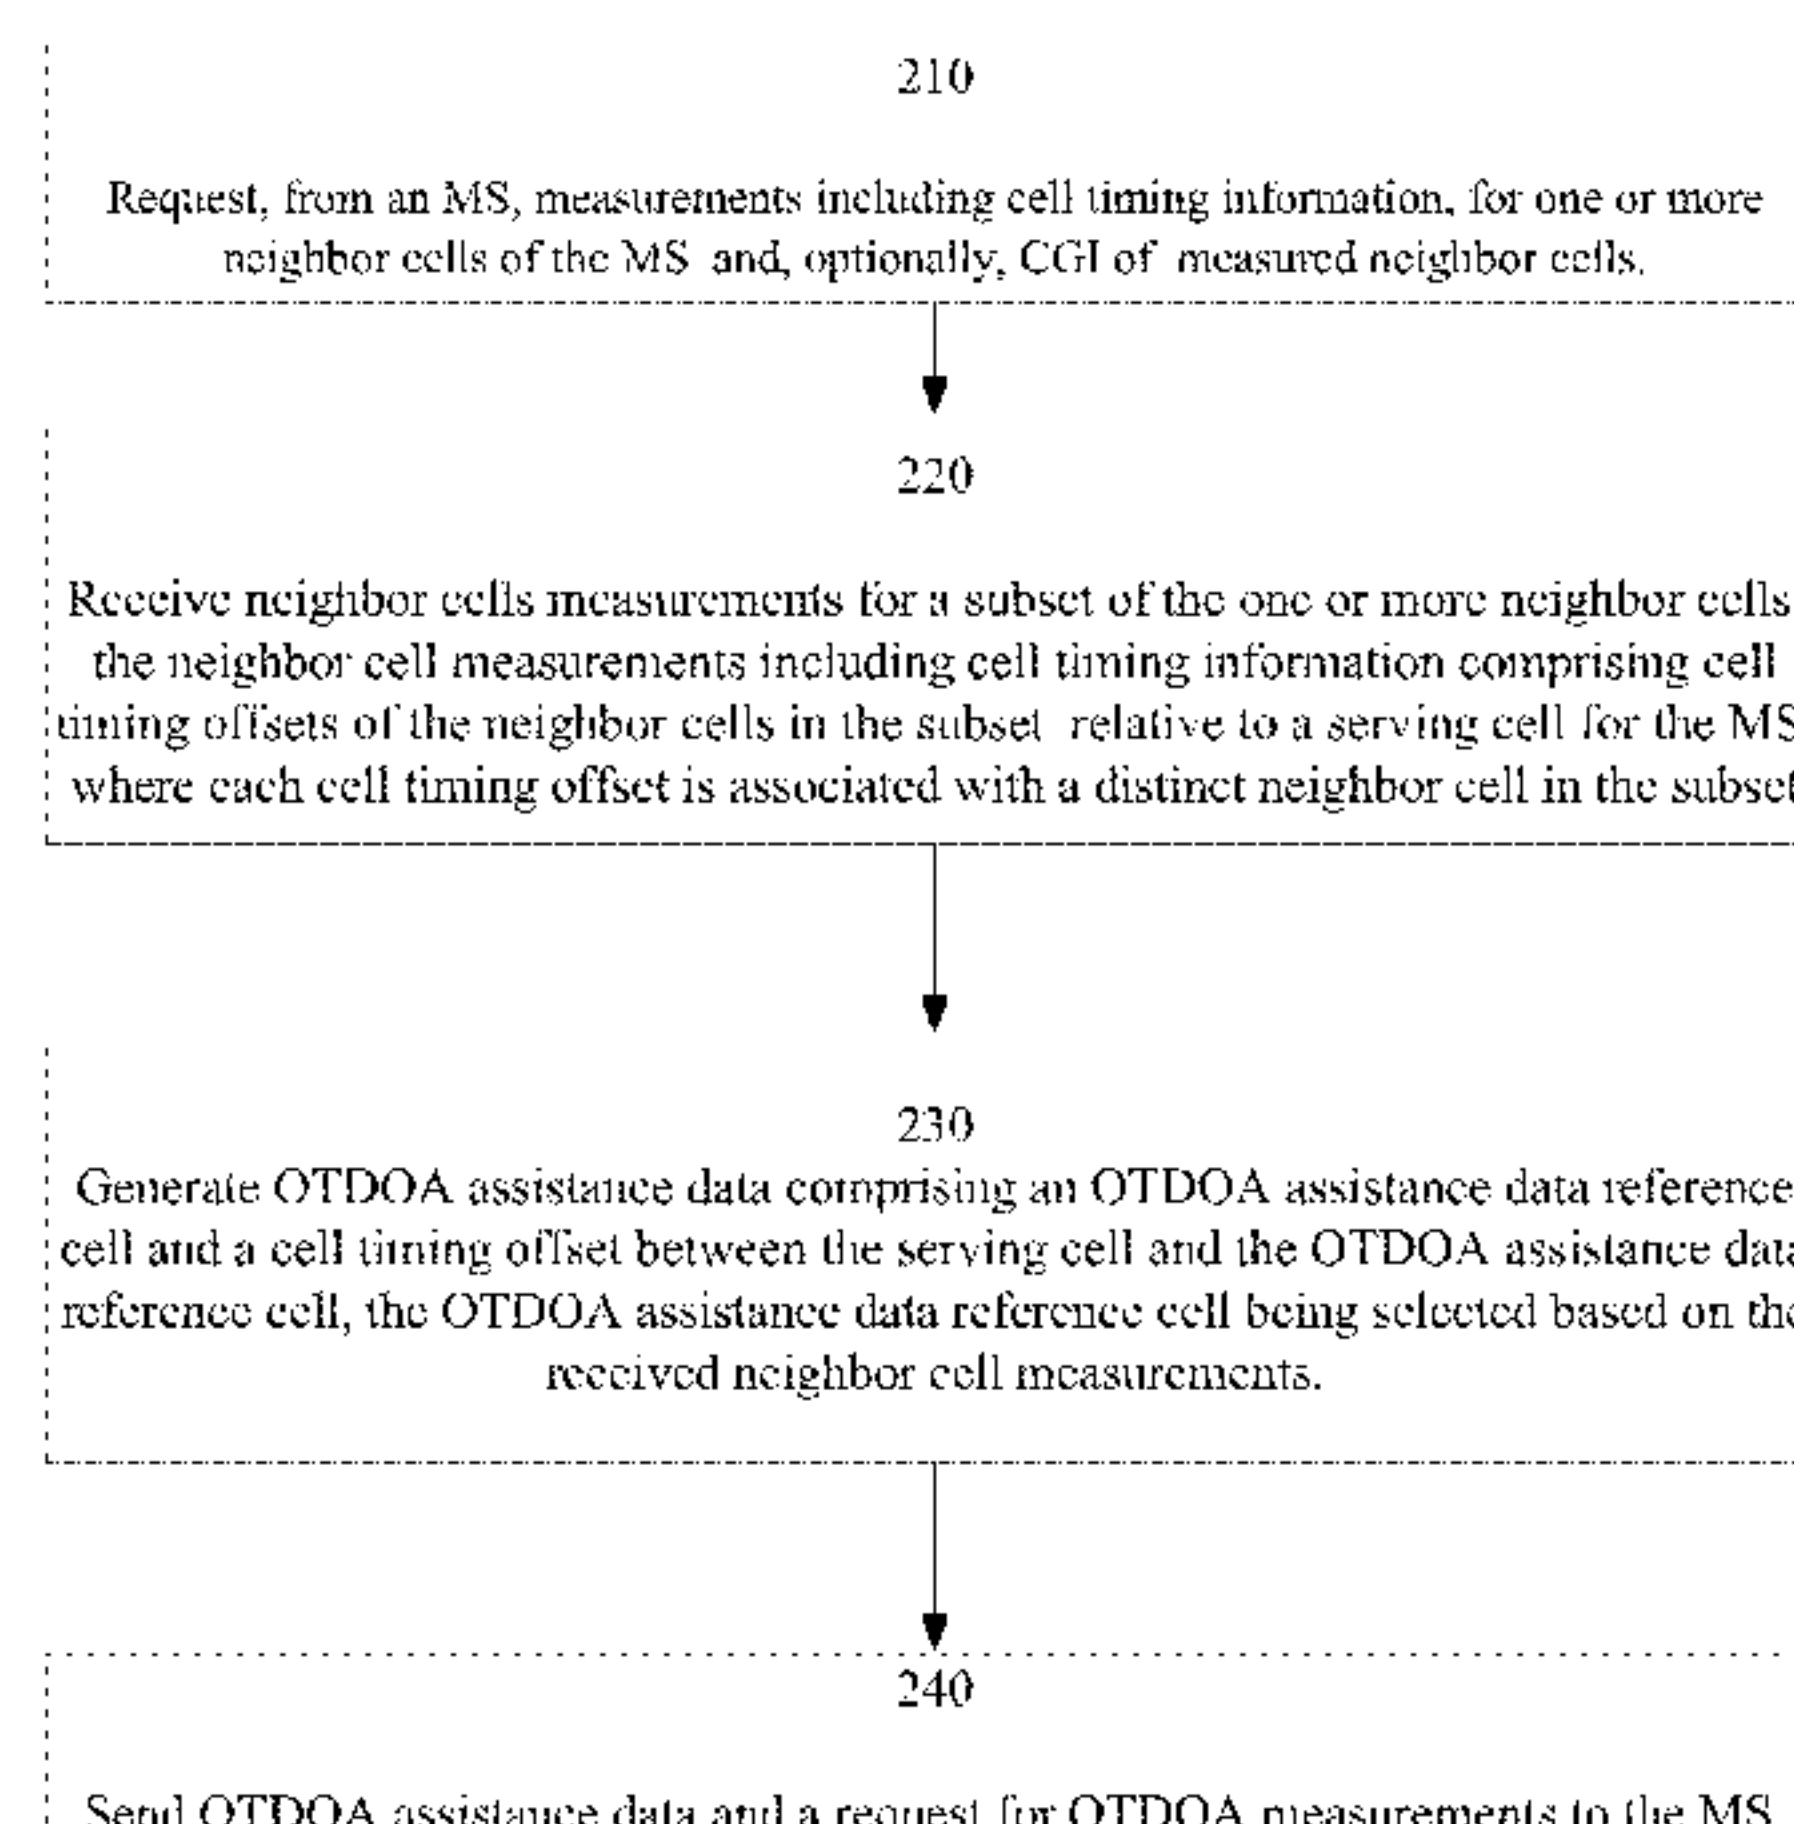 210
Request, from an MS, measurements including cell timing information, for one or more
neighbor cells of the MS and, optionally, CGI of measured neighbor cells.
220
Receive neighbor cells measurements for a subset of the one or more neighbor cells
the neighbor cell measurements including cell timing information comprising cell
timing offsets of the neighbor cells in the subset relative to a serving cell for the MS
where each cell timing offset is associated with a distinct neighbor cell in the subset
230
Generate OTDOA assistance data comprising an OTDOA assistance data reference
cell and a cell timing offset between the serving cell and the OTDOA assistance data
reference cell, the OTDOA assistance data reference cell being selected based on the
received neighbor cell measurements.
240
Send OTDOA assistance data and a request for OTDOA measurements to the MS